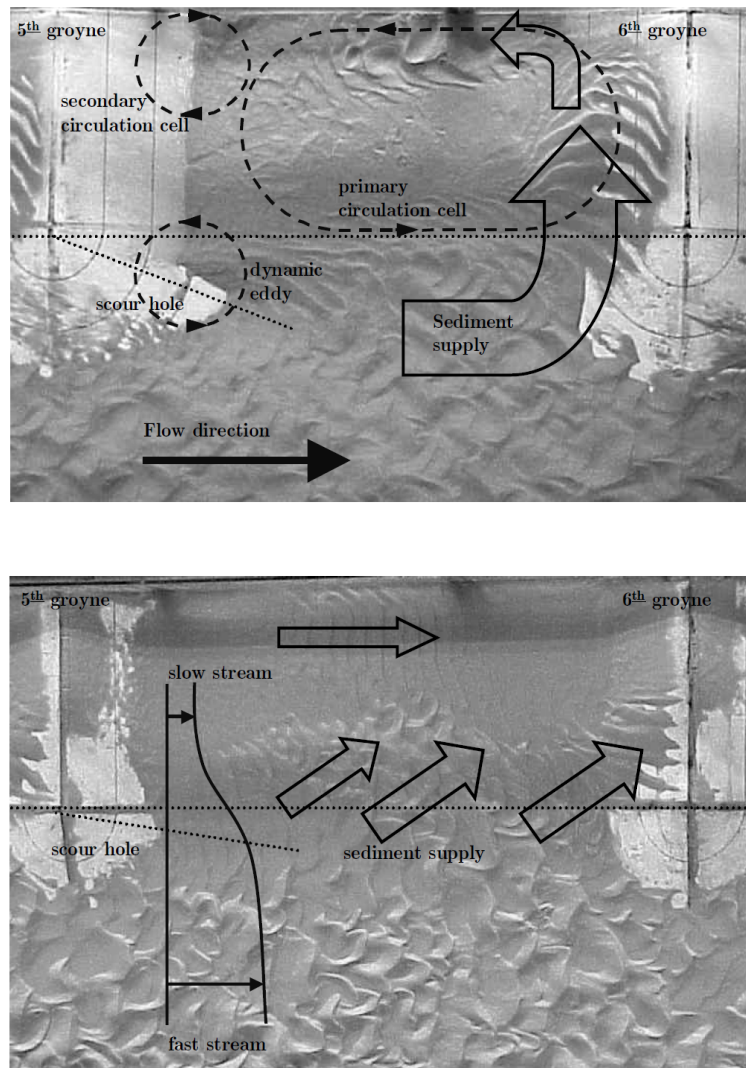 5th groyne
6th groyne
secondary
circulation cell
primary
circulation cell
dynamic
eddy
scour hole
Sediment
supply
Flow direction
5th groyne
6th groyne
slow stream
scour hole
sediment supply
fast stream